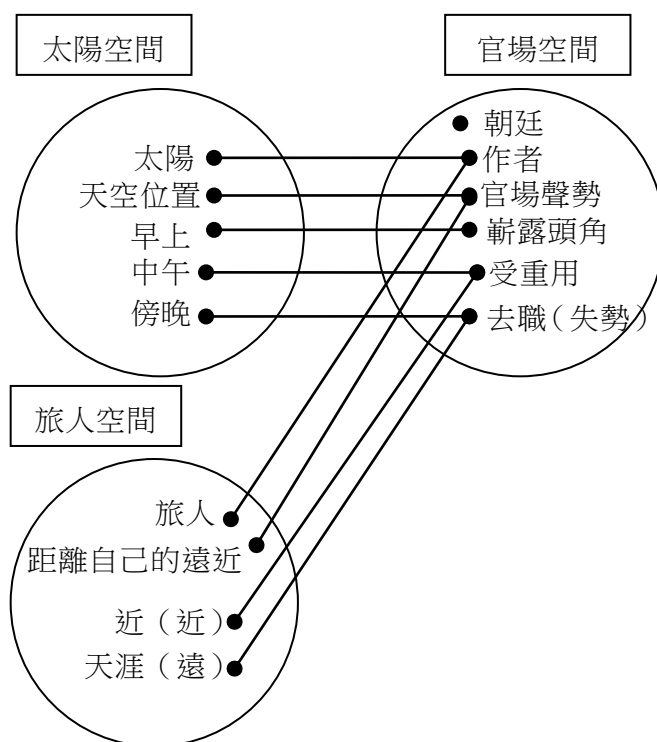 太陽空間
官場空間
太陽
天空位置
早上
中午
傍晚
朝廷
作者
官場聲勢
嶄露頭角
受重用
去職（失勢）
旅人空間
旅人
距離自己的遠近
近（近）
天涯（遠）